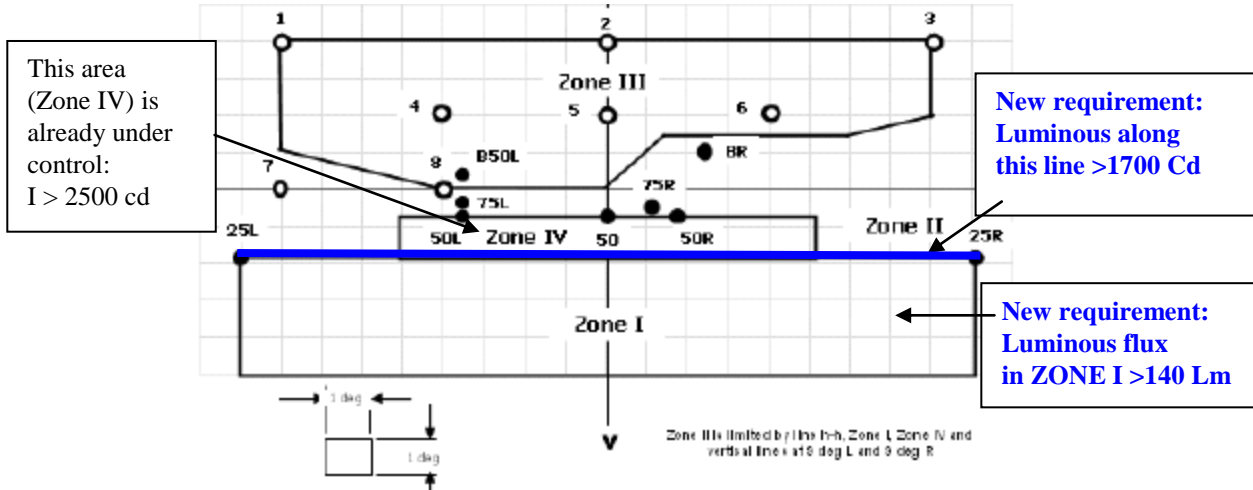 1
2
3
This area
(Zone IV) is
already under
control:
I > 2500 cd
Zone III
New requirement:
Luminous along
this line >1700 Cd
4
5
6
B50L
BR
7
8
75L
75R
25L
50L
Zone IV
50
50R
Zone II
25R
Zone I
New requirement:
Luminous flux
in ZONE I >140 Lm
1 deg
1 deg
V
Zone II is limited by line h-h, Zone I, Zone IV and
vertical lines at 9 deg L and 9 deg R